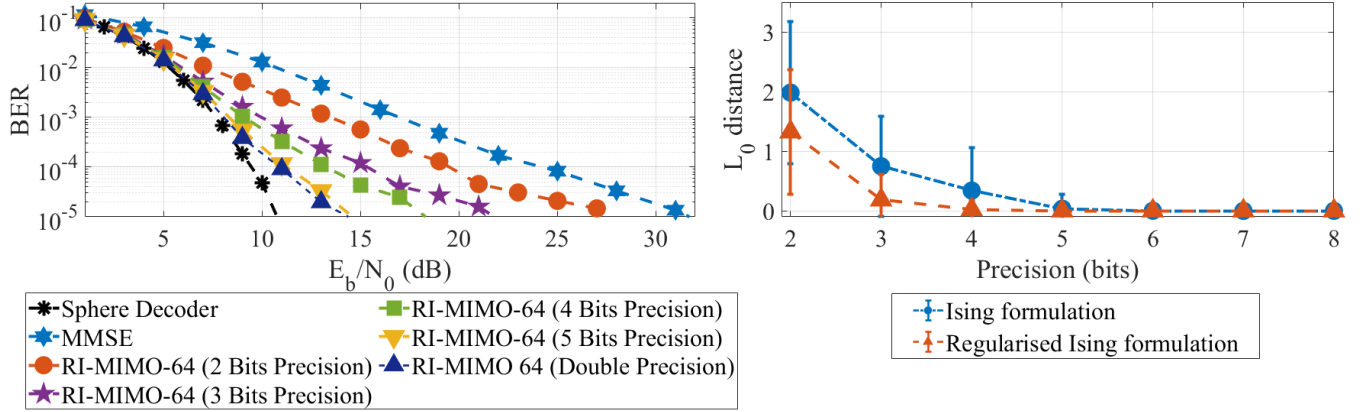 10^-1
10^-2
10^-3
10^-4
10^-5
BER
5 10 15 20 25 30
E_b/N_0 (dB)
Sphere Decoder
MMSE
RI-MIMO-64 (2 Bits Precision)
RI-MIMO-64 (3 Bits Precision)
RI-MIMO-64 (4 Bits Precision)
RI-MIMO-64 (5 Bits Precision)
RI-MIMO 64 (Double Precision)
3
2
1
0
L_0 distance
2 3 4 5 6 7 8
Precision (bits)
Ising formulation
Regularised Ising formulation